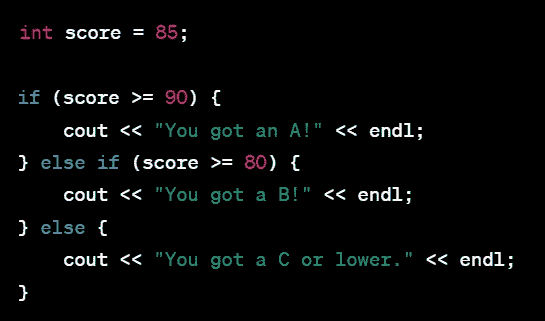 int score = 85;
if (score >= 90) {
    cout << "You got an A!" << endl;
} else if (score >= 80) {
    cout << "You got a B!" << endl;
} else {
    cout << "You got a C or lower." << endl;
}